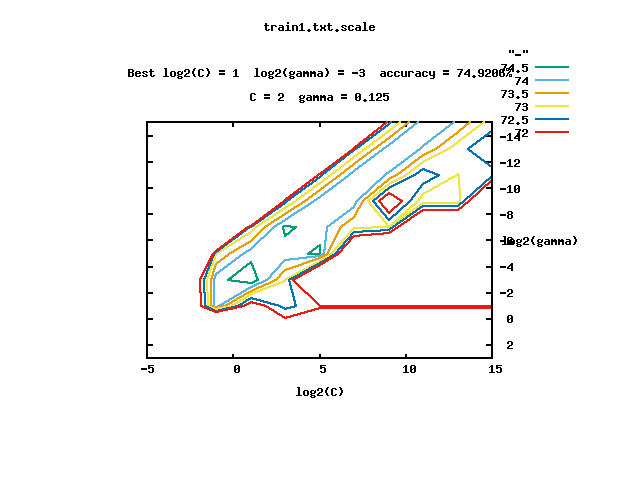 train1.txt.scale
"-"
Best log2(C) = 1 log2(gamma) = -3 accuracy = 74.9206%
74.5
74
C = 2 gamma = 0.125
73.5
73
72.5
72
-14
-12
-10
-8
-6
log2(gamma)
-4
-2
0
2
-5 0 5 10 15
log2(C)